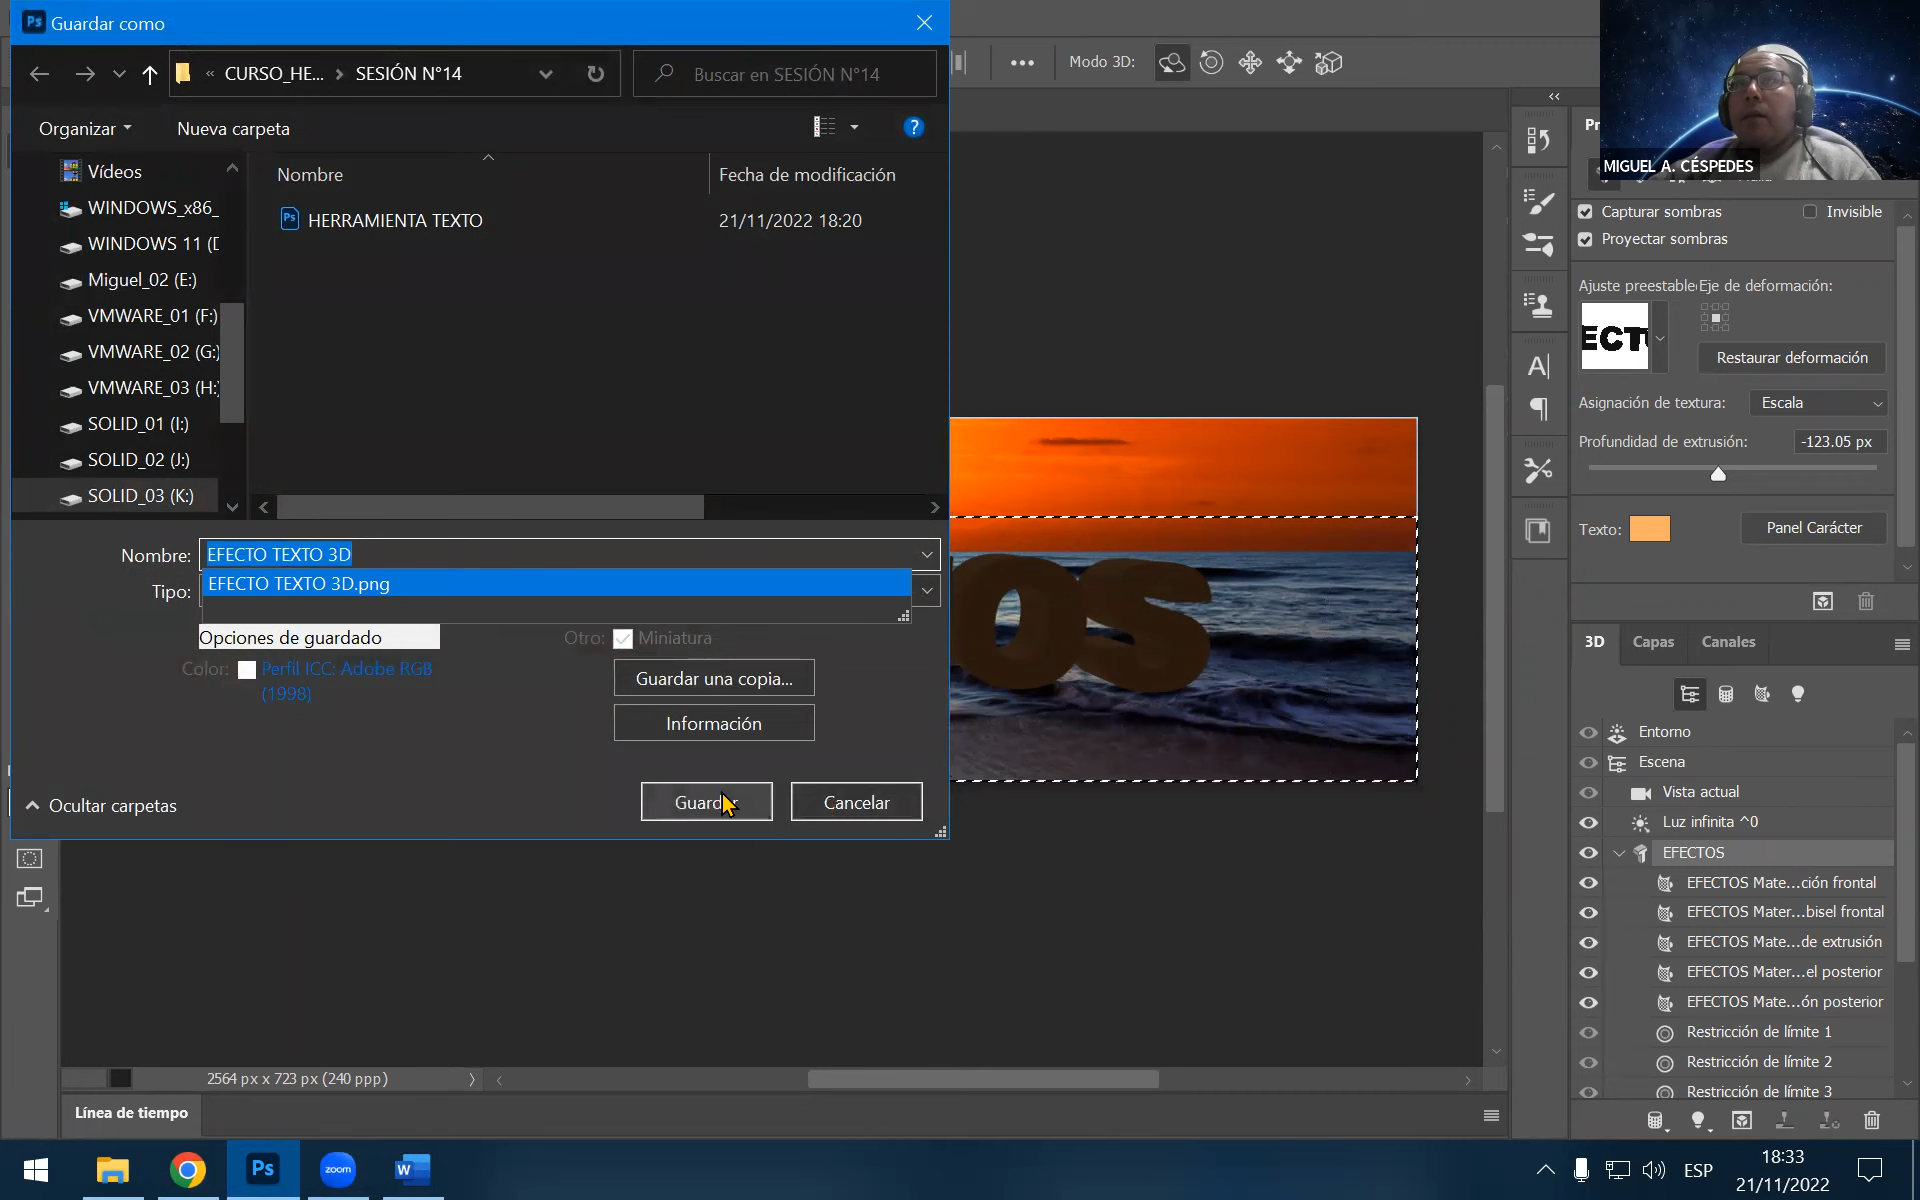 Ps Guardar como
« CURSO_HE... > SESIÓN N°14
Buscar en SESIÓN N°14
Modo 3D:
Organizar
Nueva carpeta
?
Vídeos
WINDOWS_x86_
WINDOWS 11 (D
Miguel_02 (E:)
VMWARE_01 (F:)
VMWARE_02 (G:)
VMWARE_03 (H:)
SOLID_01 (I:)
SOLID_02 (J:)
SOLID_03 (K:)
Nombre
Fecha de modificación
Ps HERRAMIENTA TEXTO
21/11/2022 18:20
Nombre: EFECTO TEXTO 3D
EFECTO TEXTO 3D.png
Tipo:
Opciones de guardado
Otro: Miniatura
Color: Perfil ICC: Adobe RGB
(1998)
Guardar una copia...
Información
Ocultar carpetas
Guardar
Cancelar
OS
MIGUEL A. CÉSPEDES
Pr
Capturar sombras
Invisible
Proyectar sombras
Ajuste preestable
Eje de deformación:
ECTO
Restaurar deformación
Asignación de textura:
Escala
Profundidad de extrusión:
-123.05 px
Texto:
Panel Carácter
3D
Capas
Canales
Entorno
Escena
Vista actual
Luz infinita ^0
EFECTOS
EFECTOS Mate...ción frontal
EFECTOS Mater...bisel frontal
EFECTOS Mate...de extrusión
EFECTOS Mater...el posterior
EFECTOS Mate...ón posterior
Restricción de límite 1
Restricción de límite 2
Restricción de límite 3
2564 px x 723 px (240 ppp)
Línea de tiempo
Ps
zoom
W
ESP
18:33
21/11/2022